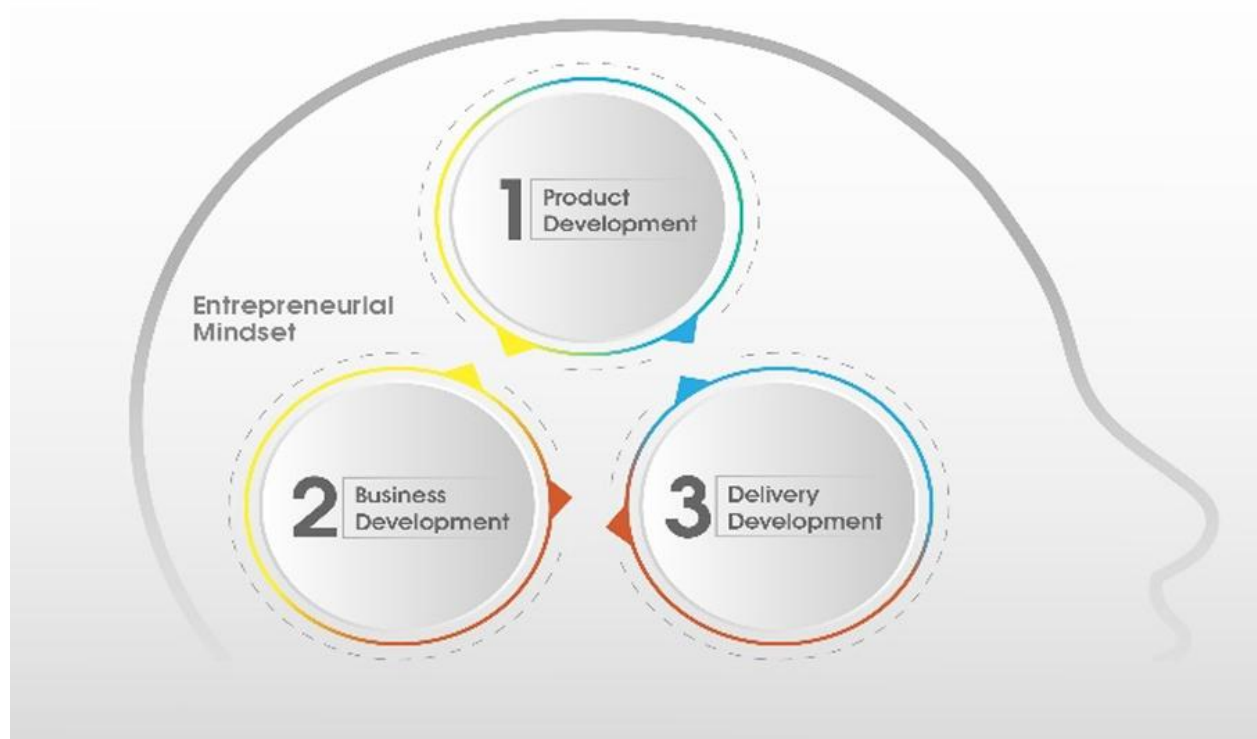 1
Product
Development
Entrepreneurial
Mindset
2
Business
Development
3
Delivery
Development